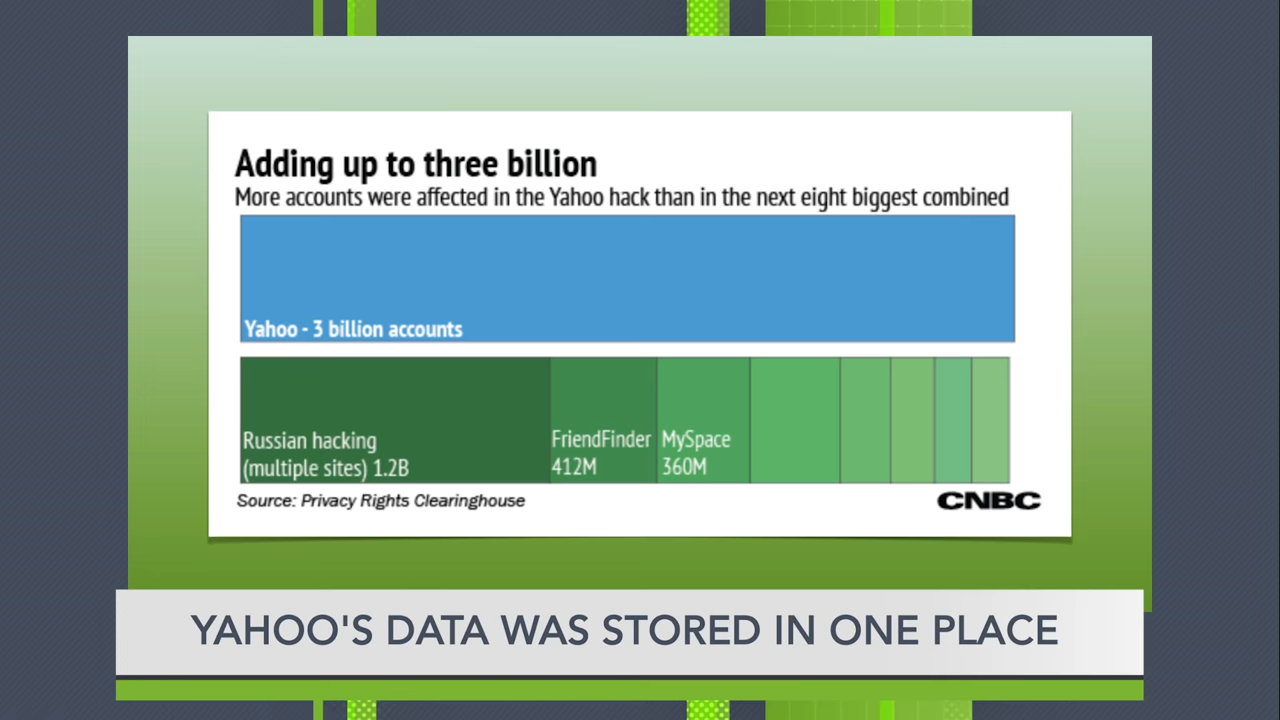 Adding up to three billion
More accounts were affected in the Yahoo hack than in the next eight biggest combined
Yahoo - 3 billion accounts
Russian hacking
(multiple sites) 1.2B
FriendFinder
412M
MySpace
360M
Source: Privacy Rights Clearinghouse
CNBC
YAHOO'S DATA WAS STORED IN ONE PLACE